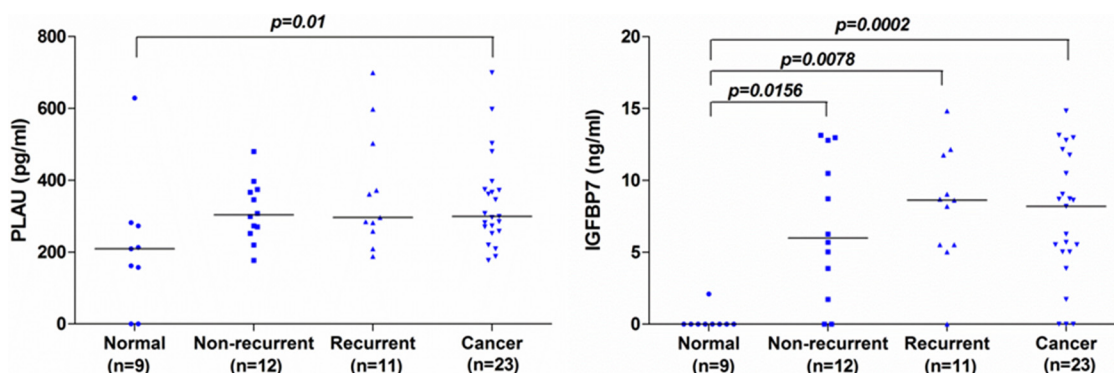 p=0.01
800
600
400
200
0
PLAU (pg/ml)
Normal Non-recurrent Recurrent Cancer
(n=9) (n=12) (n=11) (n=23)
p=0.0002
p=0.0078
p=0.0156
20
15
10
5
0
IGFBP7 (ng/ml)
Normal Non-recurrent Recurrent Cancer
(n=9) (n=12) (n=11) (n=23)